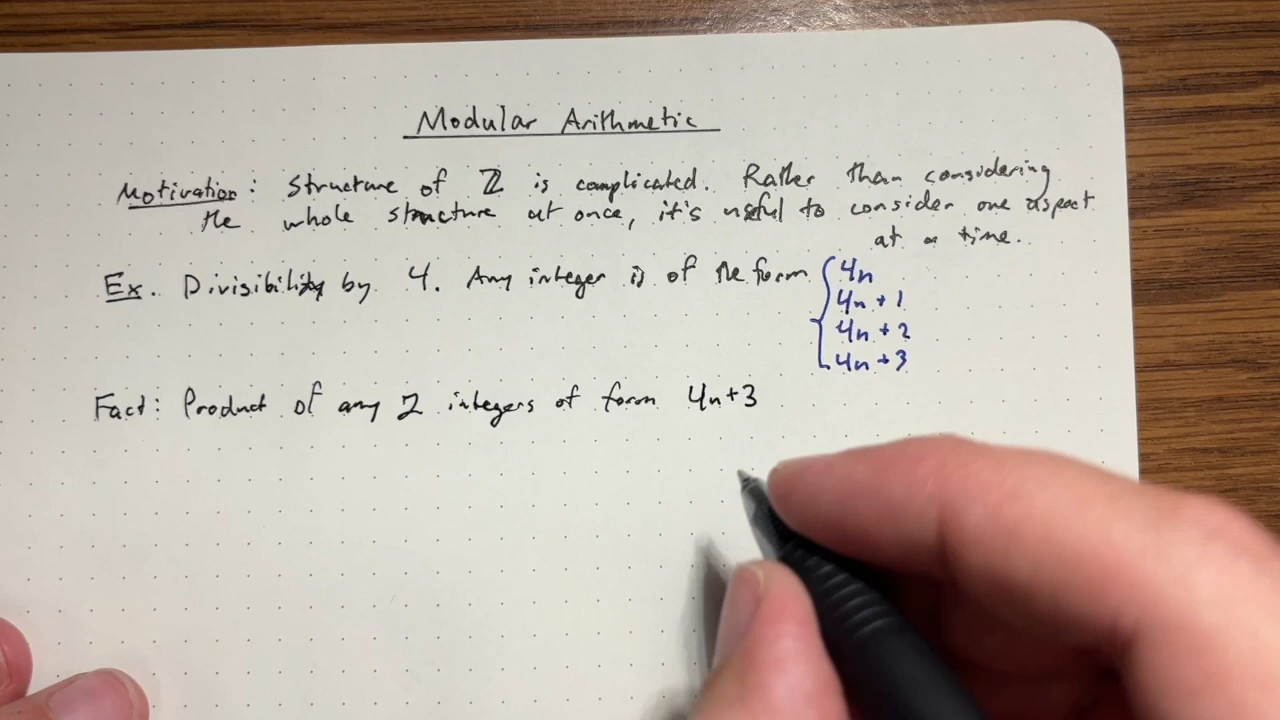 Modular Arithmetic
Motivation: Structure of ℤ is complicated. Rather than considering
the whole structure at once, it's useful to consider one aspect
at a time.
Ex. Divisibility by 4. Any integer is of the form { 4n
4n + 1
4n + 2
4n + 3
Fact: Product of any 2 integers of form 4n+3